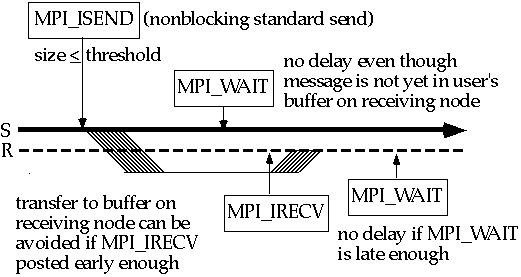 MPI_ISEND (nonblocking standard send)
size ≤ threshold
MPI_WAIT
no delay even though
message is not yet in user's
buffer on receiving node
S
R
transfer to buffer on
receiving node can be
avoided if MPI_IRECV
posted early enough
MPI_IRECV
MPI_WAIT
no delay if MPI_WAIT
is late enough